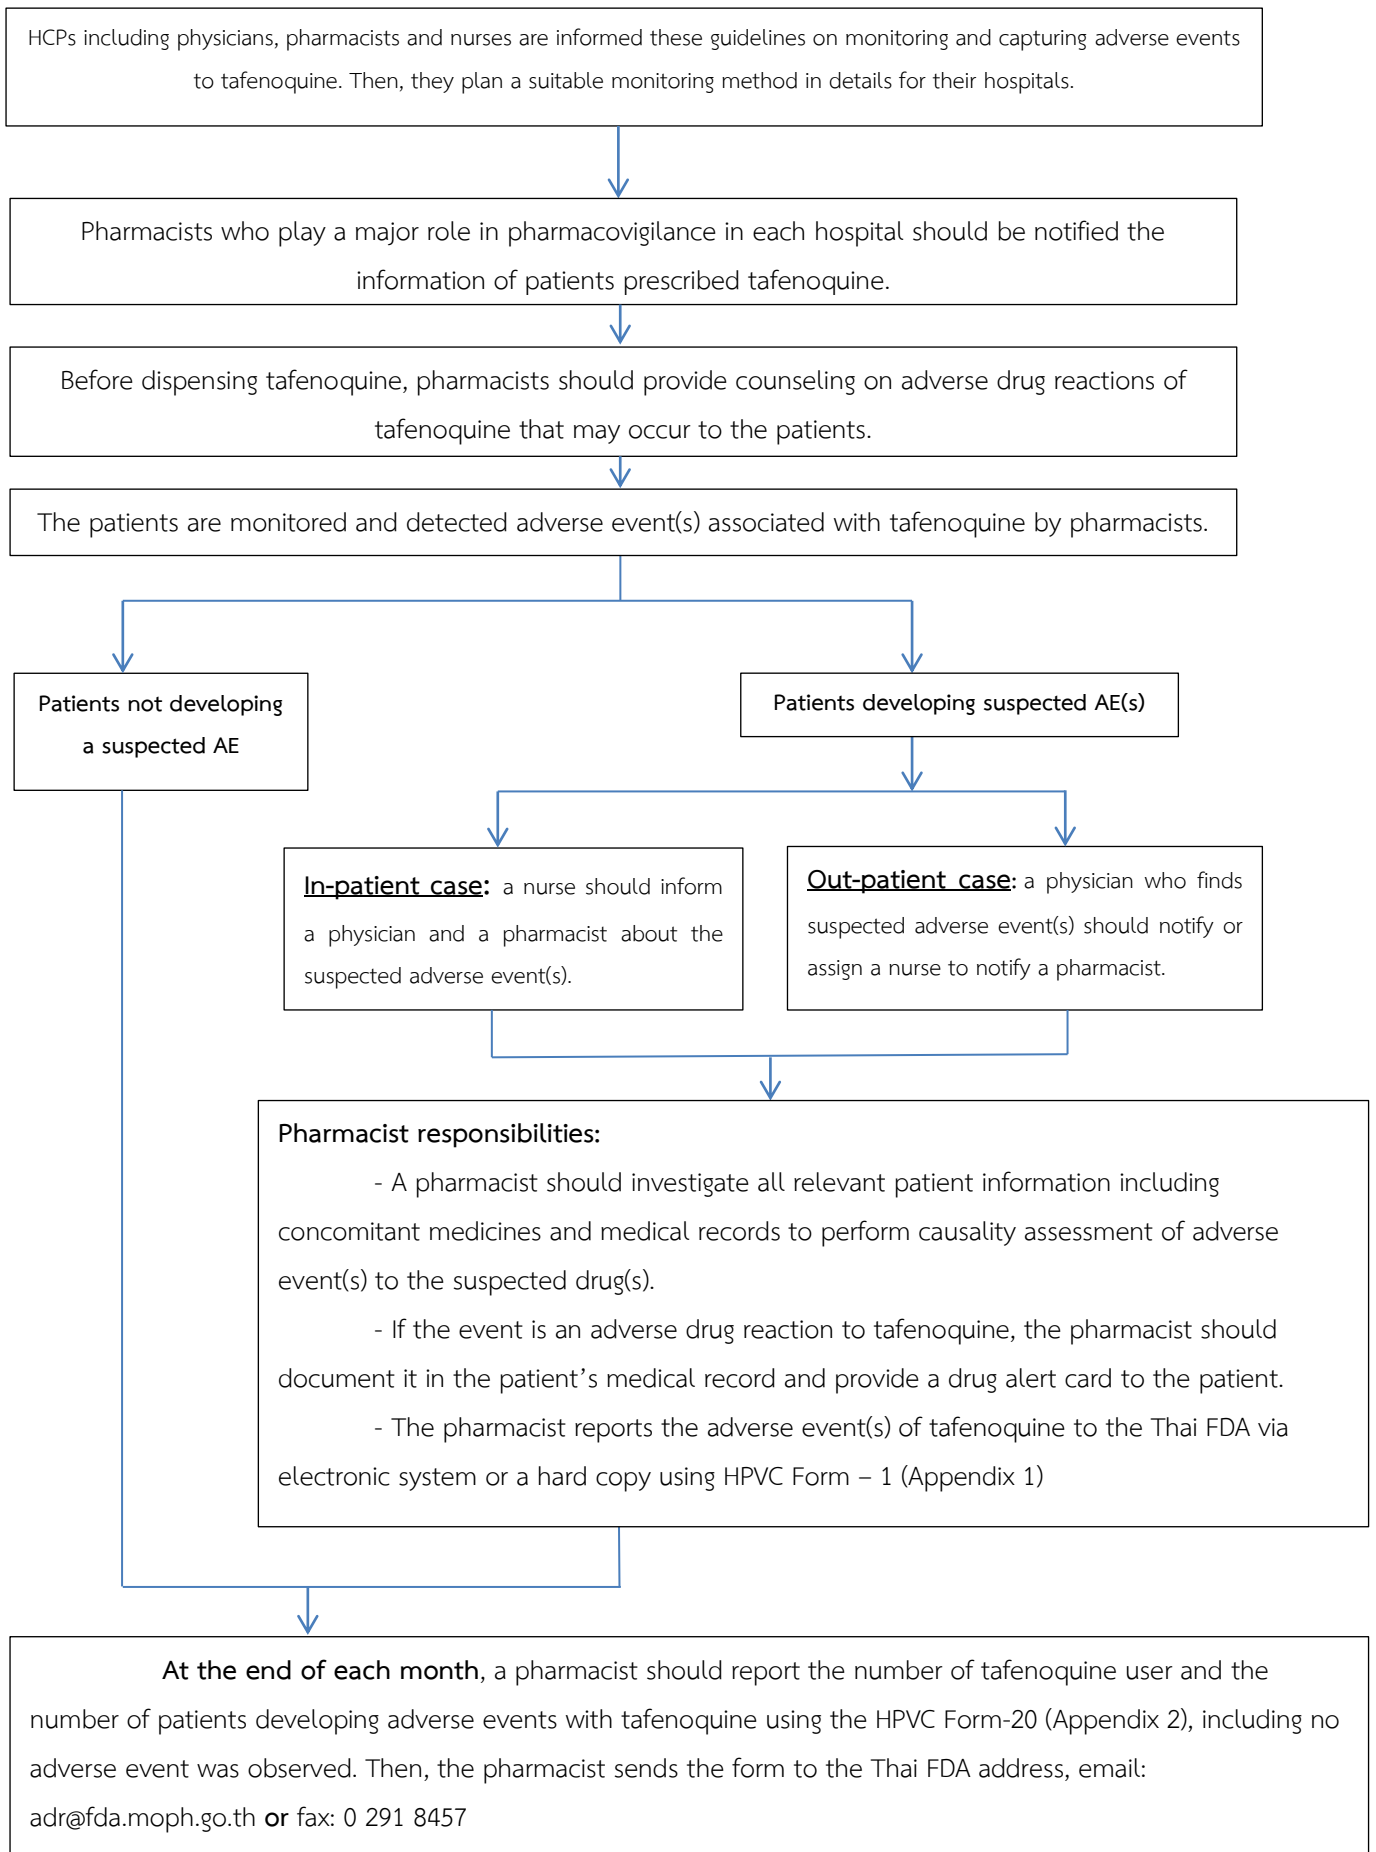 HCPs including physicians, pharmacists and nurses are informed these guidelines on monitoring and capturing adverse events
to tafenoquine. Then, they plan a suitable monitoring method in details for their hospitals.
Pharmacists who play a major role in pharmacovigilance in each hospital should be notified the
information of patients prescribed tafenoquine.
Before dispensing tafenoquine, pharmacists should provide counseling on adverse drug reactions of
tafenoquine that may occur to the patients.
The patients are monitored and detected adverse event(s) associated with tafenoquine by pharmacists.
Patients not developing
a suspected AE
Patients developing suspected AE(s)
In-patient case: a nurse should inform
a physician and a pharmacist about the
suspected adverse event(s).
Out-patient case: a physician who finds
suspected adverse event(s) should notify or
assign a nurse to notify a pharmacist.
Pharmacist responsibilities:
- A pharmacist should investigate all relevant patient information including
concomitant medicines and medical records to perform causality assessment of adverse
event(s) to the suspected drug(s).
- If the event is an adverse drug reaction to tafenoquine, the pharmacist should
document it in the patient’s medical record and provide a drug alert card to the patient.
- The pharmacist reports the adverse event(s) of tafenoquine to the Thai FDA via
electronic system or a hard copy using HPVC Form – 1 (Appendix 1)
At the end of each month, a pharmacist should report the number of tafenoquine user and the
number of patients developing adverse events with tafenoquine using the HPVC Form-20 (Appendix 2), including no
adverse event was observed. Then, the pharmacist sends the form to the Thai FDA address, email:
adr@fda.moph.go.th or fax: 0 291 8457